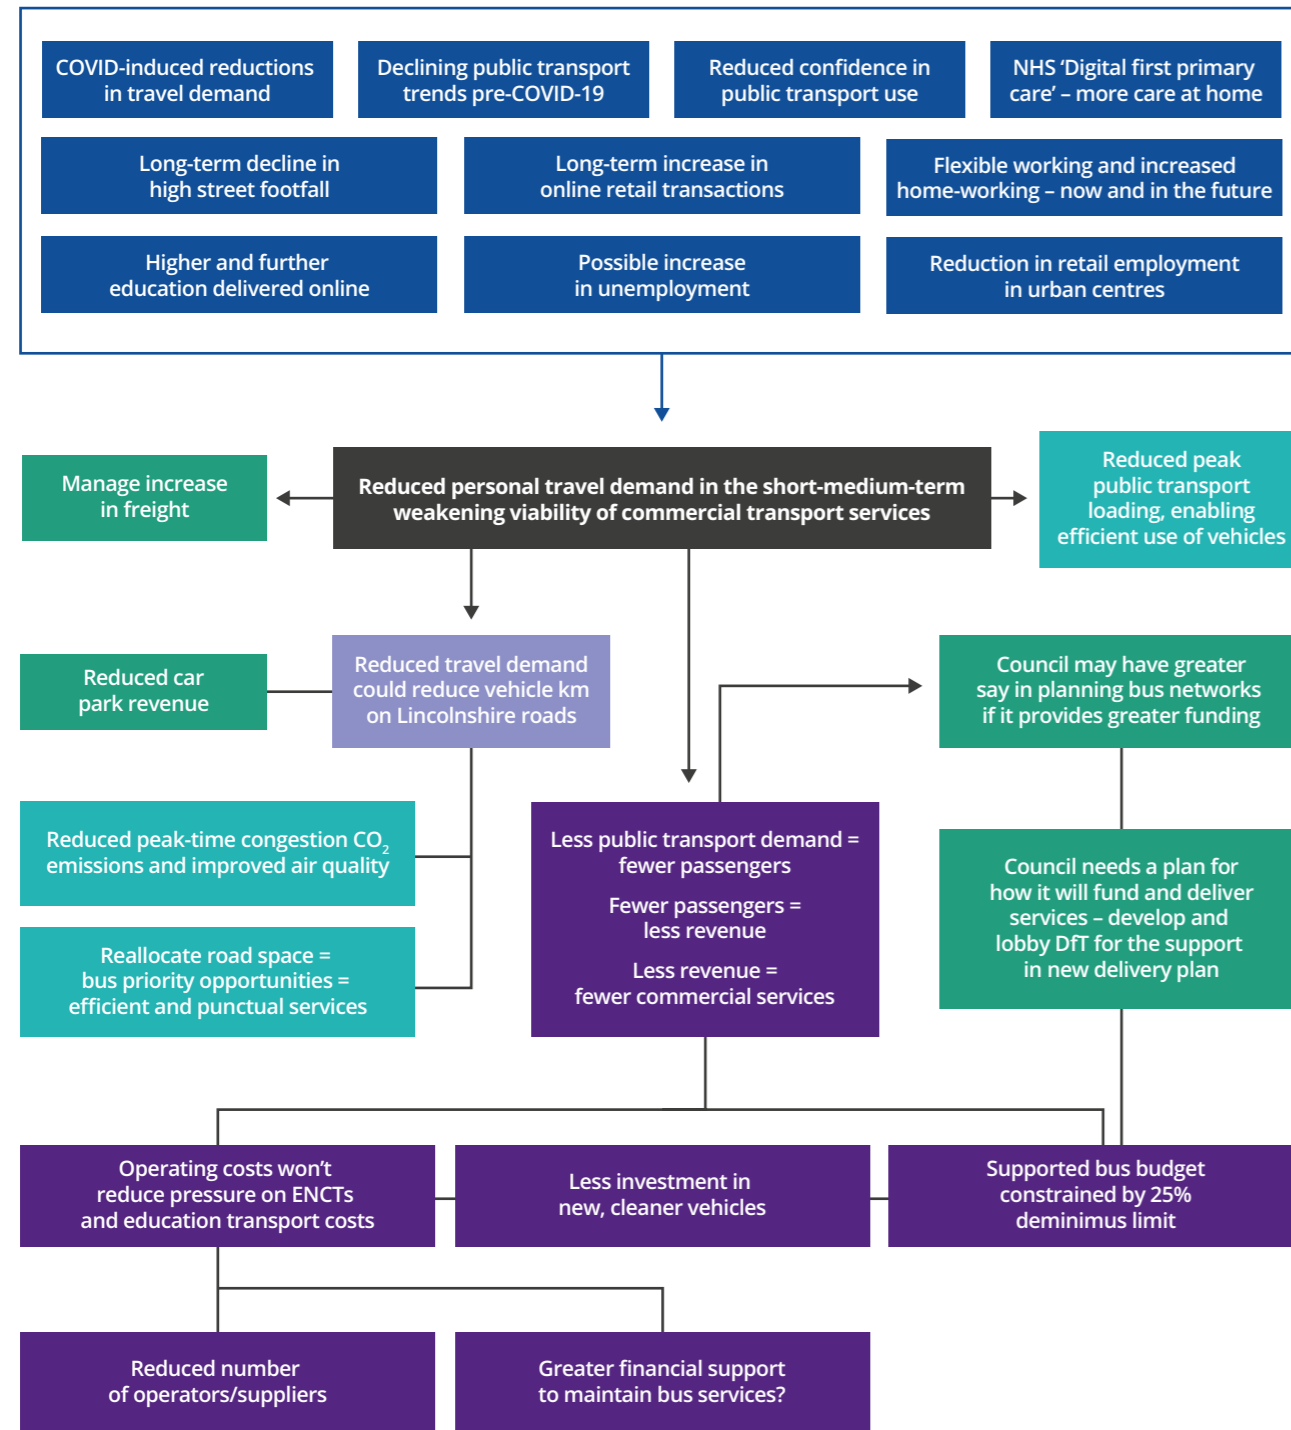 COVID-induced reductions
in travel demand
Declining public transport
trends pre-COVID-19
Reduced confidence in
public transport use
NHS ‘Digital first primary
care’ – more care at home
Long-term decline in
high street footfall
Long-term increase in
online retail transactions
Flexible working and increased
home-working – now and in the future
Higher and further
education delivered online
Possible increase
in unemployment
Reduction in retail employment
in urban centres
Manage increase
in freight
Reduced personal travel demand in the short-medium-term
weakening viability of commercial transport services
Reduced peak
public transport
loading, enabling
efficient use of vehicles
Reduced car
park revenue
Reduced travel demand
could reduce vehicle km
on Lincolnshire roads
Council may have greater
say in planning bus networks
if it provides greater funding
Reduced peak-time congestion CO₂
emissions and improved air quality
Reallocate road space =
bus priority opportunities =
efficient and punctual services
Less public transport demand =
fewer passengers
Fewer passengers =
less revenue
Less revenue =
fewer commercial services
Council needs a plan for
how it will fund and deliver
services – develop and
lobby DfT for the support
in new delivery plan
Operating costs won’t
reduce pressure on ENCTs
and education transport costs
Less investment in
new, cleaner vehicles
Supported bus budget
constrained by 25%
deminimus limit
Reduced number
of operators/suppliers
Greater financial support
to maintain bus services?